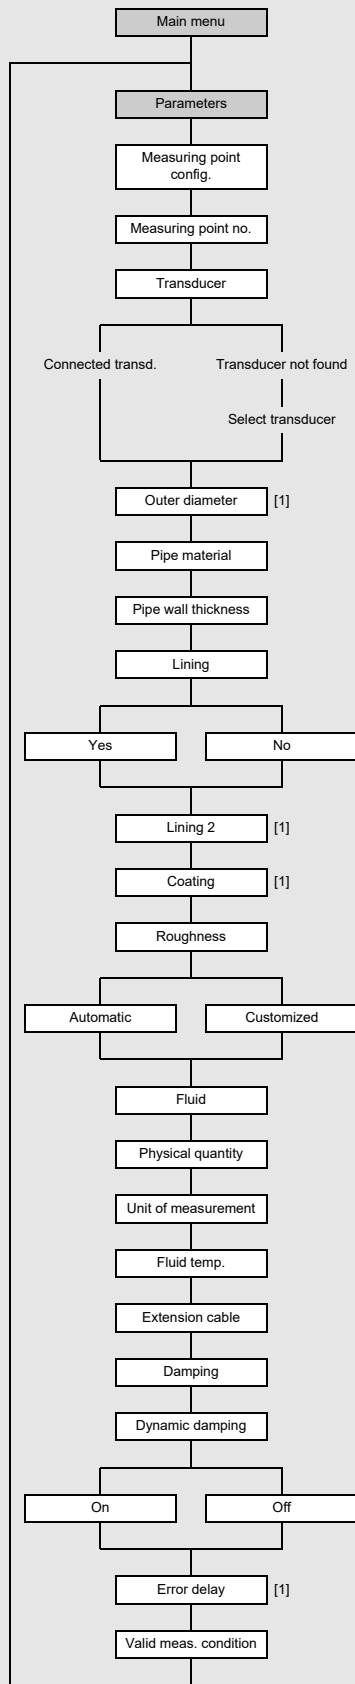 Main menu
Parameters
Measuring point
config.
Measuring point no.
Transducer
Connected transd.
Transducer not found
Select transducer
Outer diameter [1]
Pipe material
Pipe wall thickness
Lining
Yes
No
Lining 2 [1]
Coating [1]
Roughness
Automatic
Customized
Fluid
Physical quantity
Unit of measurement
Fluid temp.
Extension cable
Damping
Dynamic damping
On
Off
Error delay [1]
Valid meas. condition